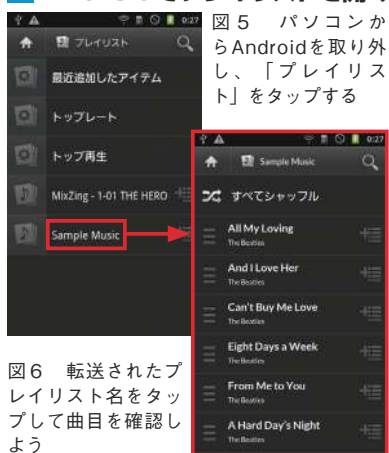 0:27
プレイリスト
最近追加したアイテム
トップレート
トップ再生
MixZing - 1-01 THE HERO
Sample Music
図５　パソコンか
らAndroidを取り外
し、「プレイリス
ト」をタップする
0:27
Sample Music
すべてシャッフル
All My Loving
The Beatles
And I Love Her
The Beatles
Can't Buy Me Love
The Beatles
Eight Days a Week
The Beatles
From Me to You
The Beatles
A Hard Day's Night
The Beatles
図６　転送されたプ
レイリスト名をタッ
プして曲目を確認し
よう